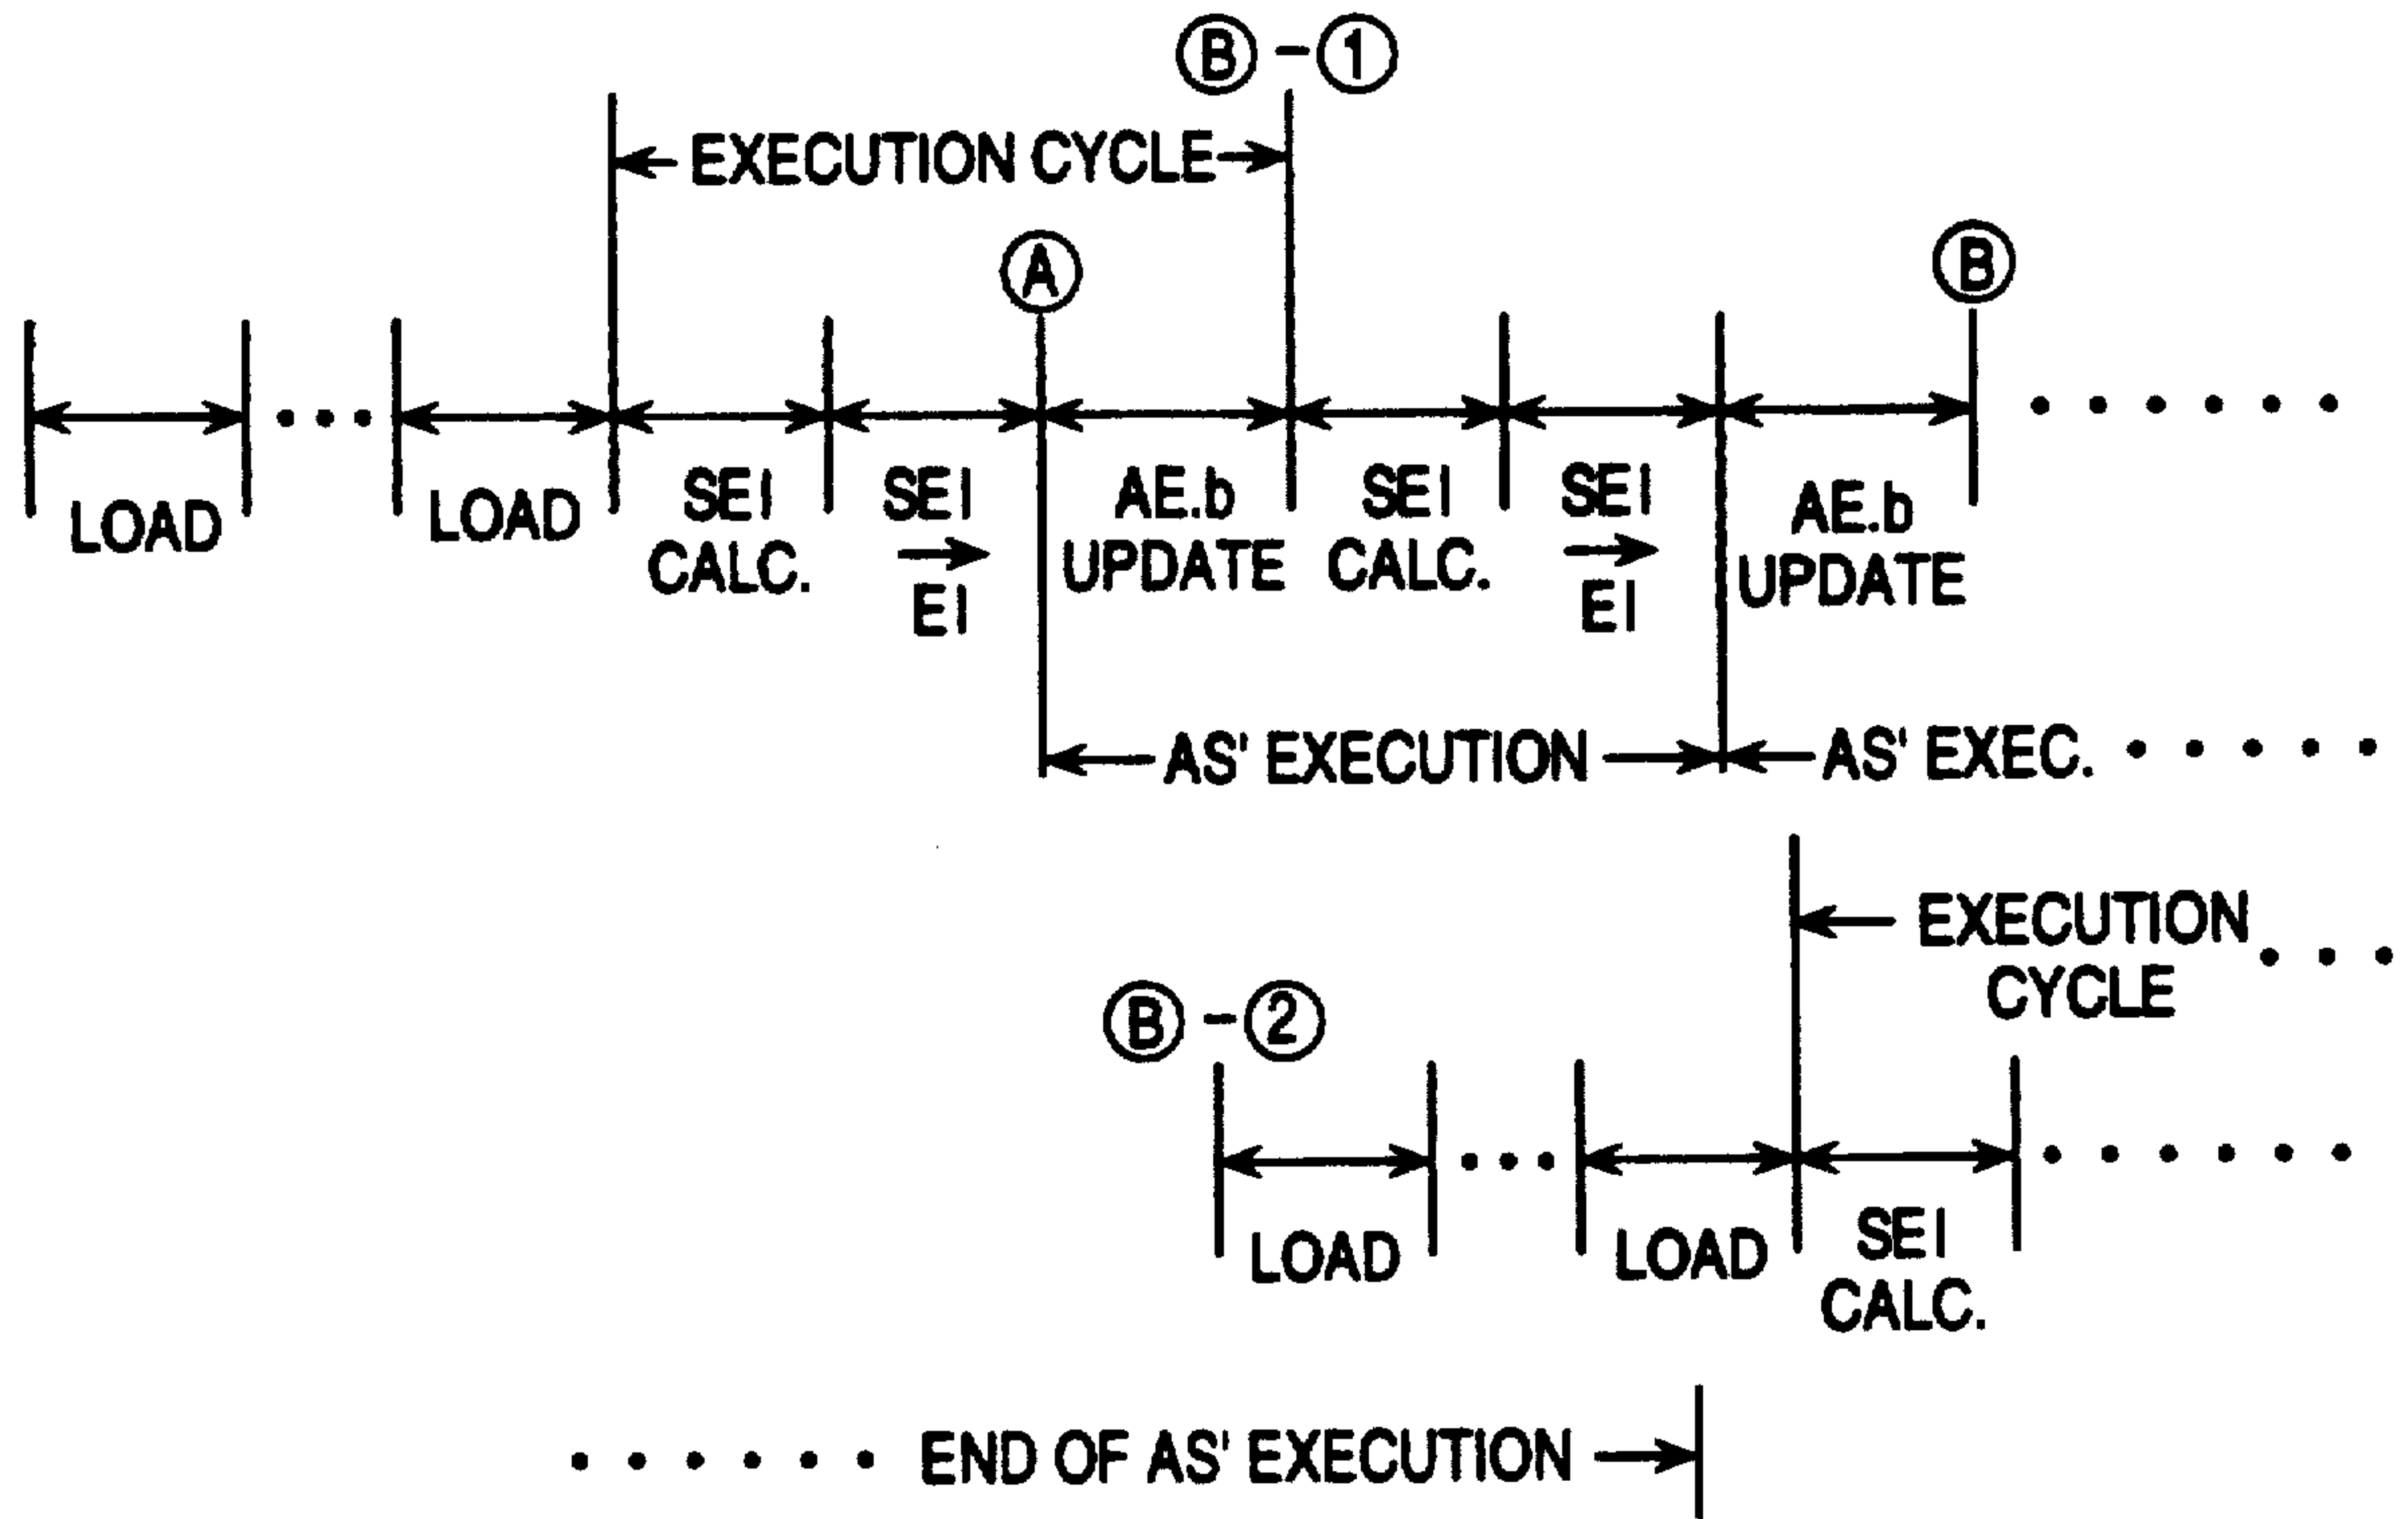 Ⓑ-①
EXECUTION CYCLE
Ⓐ
Ⓑ
LOAD
LOAD
SEI
CALC.
SEI
→
EI
AE.b
UPDATE
SEI
CALC.
SEI
→
EI
AE.b
UPDATE
AS' EXECUTION
AS' EXEC.
EXECUTION
CYCLE
Ⓑ-②
LOAD
LOAD
SEI
CALC.
END OF AS' EXECUTION